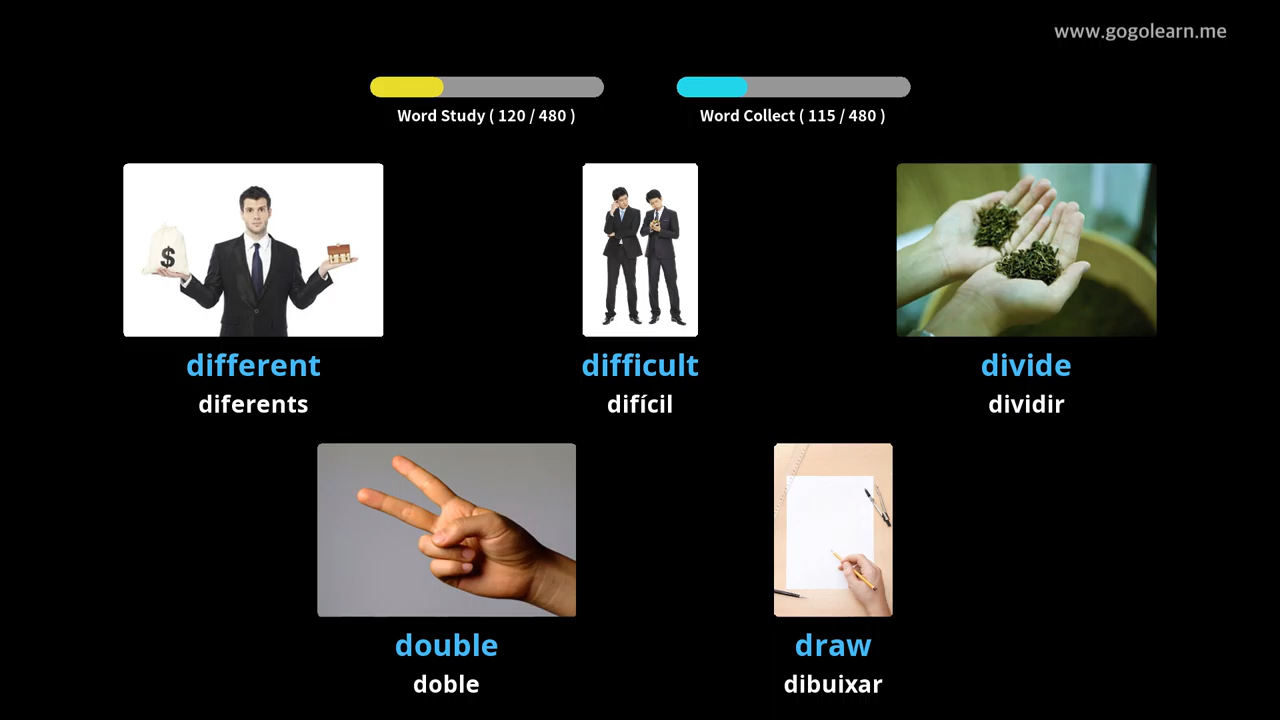 www.gogolearn.me
Word Study ( 120 / 480 )
Word Collect ( 115 / 480 )
$
different
diferents
difficult
difícil
divide
dividir
double
doble
draw
dibuixar